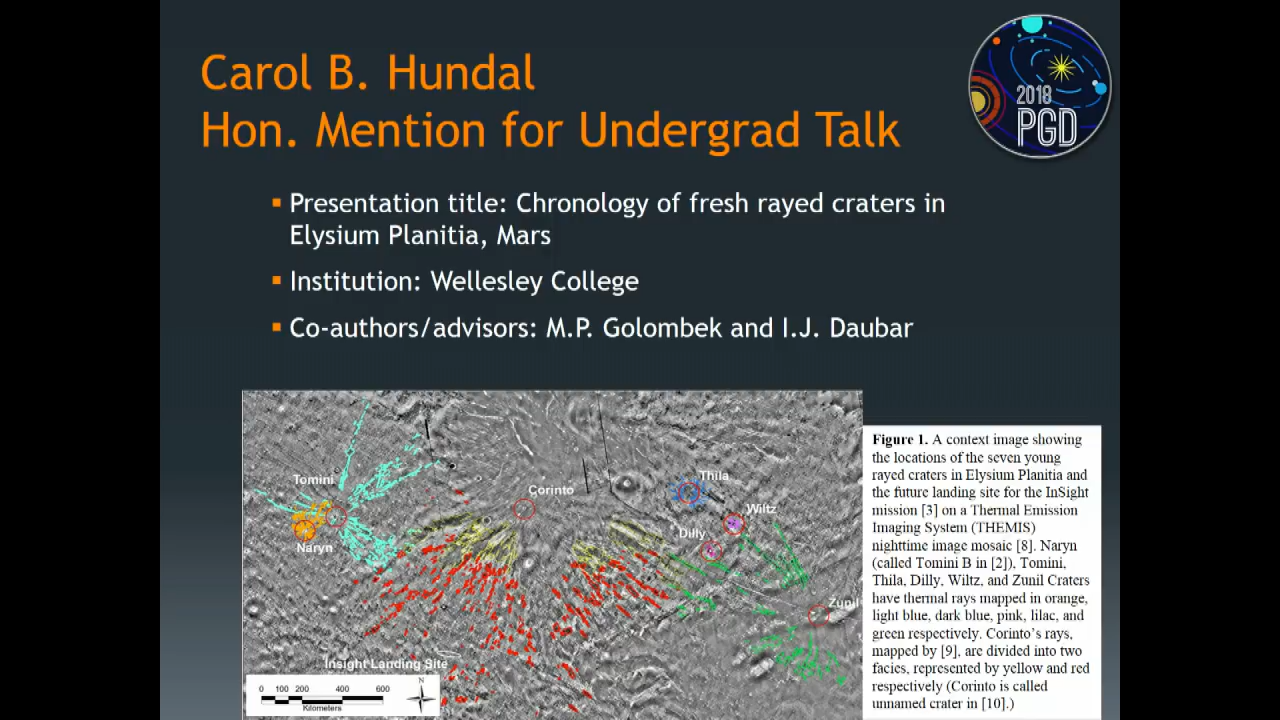 Carol B. Hundal
Hon. Mention for Undergrad Talk
2018
PGD
Presentation title: Chronology of fresh rayed craters in
Elysium Planitia, Mars
Institution: Wellesley College
Co-authors/advisors: M.P. Golombek and I.J. Daubar
Tomini
Naryn
Corinto
Thila
Wiltz
Dilly
Zunil
Insight Landing Site
0 100 200 400 600
Kilometers
N
Figure 1. A context image showing
the locations of the seven young
rayed craters in Elysium Planitia and
the future landing site for the InSight
mission [3] on a Thermal Emission
Imaging System (THEMIS)
nighttime image mosaic [8]. Naryn
(called Tomini B in [2]), Tomini,
Thila, Dilly, Wiltz, and Zunil Craters
have thermal rays mapped in orange,
light blue, dark blue, pink, lilac, and
green respectively. Corinto's rays,
mapped by [9], are divided into two
facies, represented by yellow and red
respectively (Corinto is called
unnamed crater in [10].)